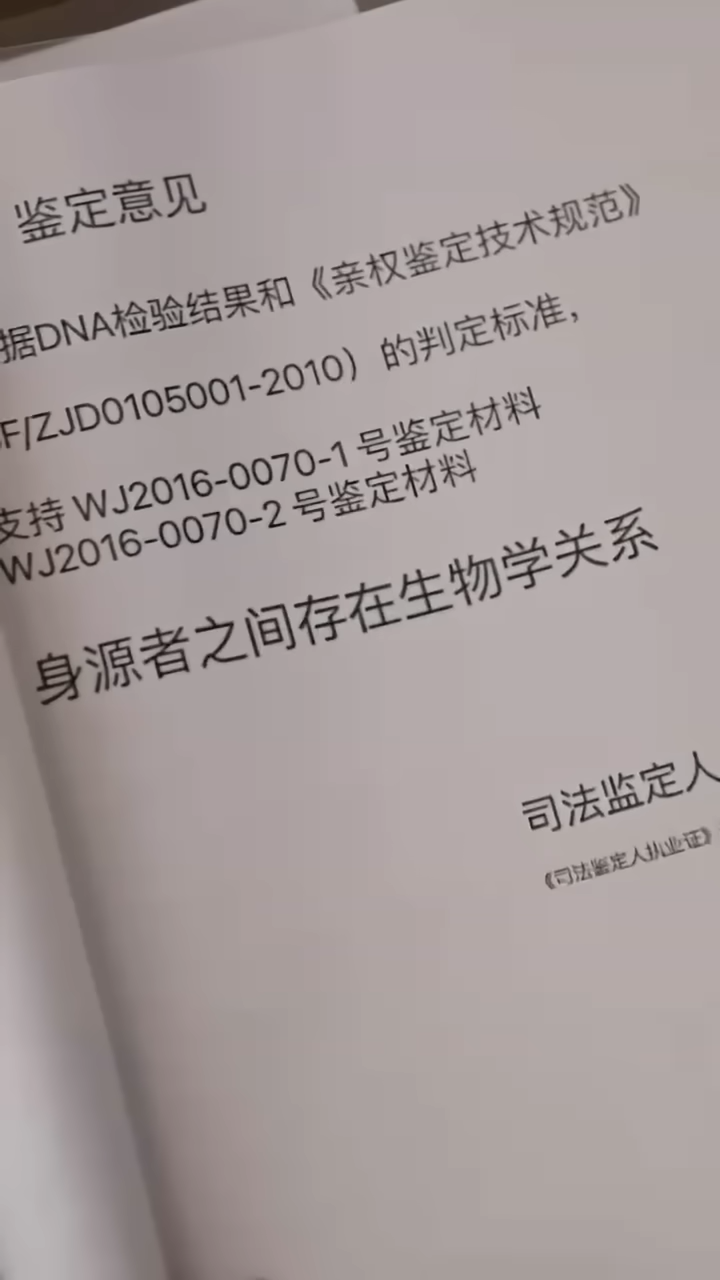 鉴定意见
据DNA检验结果和《亲权鉴定技术规范》
F/ZJD0105001-2010）的判定标准，
支持 WJ2016-0070-1 号鉴定材料
WJ2016-0070-2 号鉴定材料
身源者之间存在生物学关系
司法监定人
《司法鉴定人执业证》